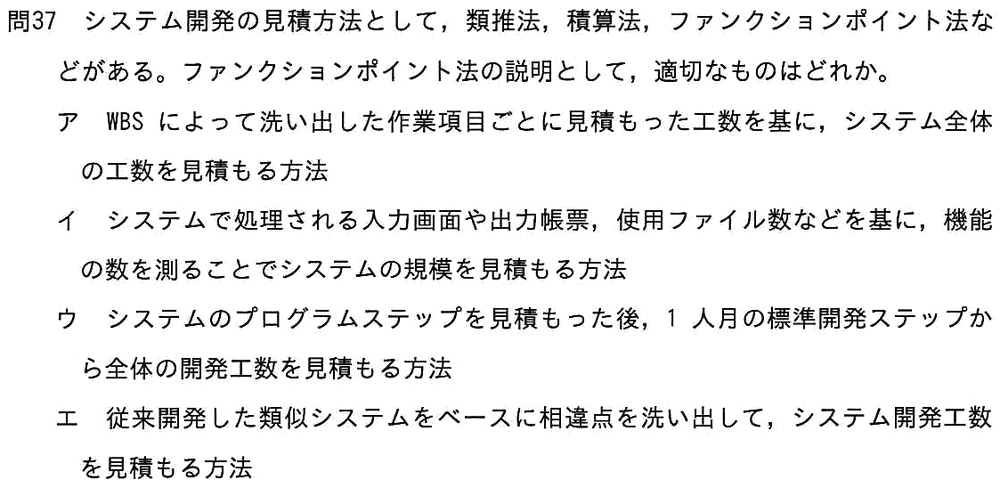 問37　システム開発の見積方法として，類推法，積算法，ファンクションポイント法な
どがある。ファンクションポイント法の説明として，適切なものはどれか。
ア　WBS によって洗い出した作業項目ごとに見積もった工数を基に，システム全体
の工数を見積もる方法
イ　システムで処理される入力画面や出力帳票，使用ファイル数などを基に，機能
の数を測ることでシステムの規模を見積もる方法
ウ　システムのプログラムステップを見積もった後，1 人月の標準開発ステップか
ら全体の開発工数を見積もる方法
エ　従来開発した類似システムをベースに相違点を洗い出して，システム開発工数
を見積もる方法